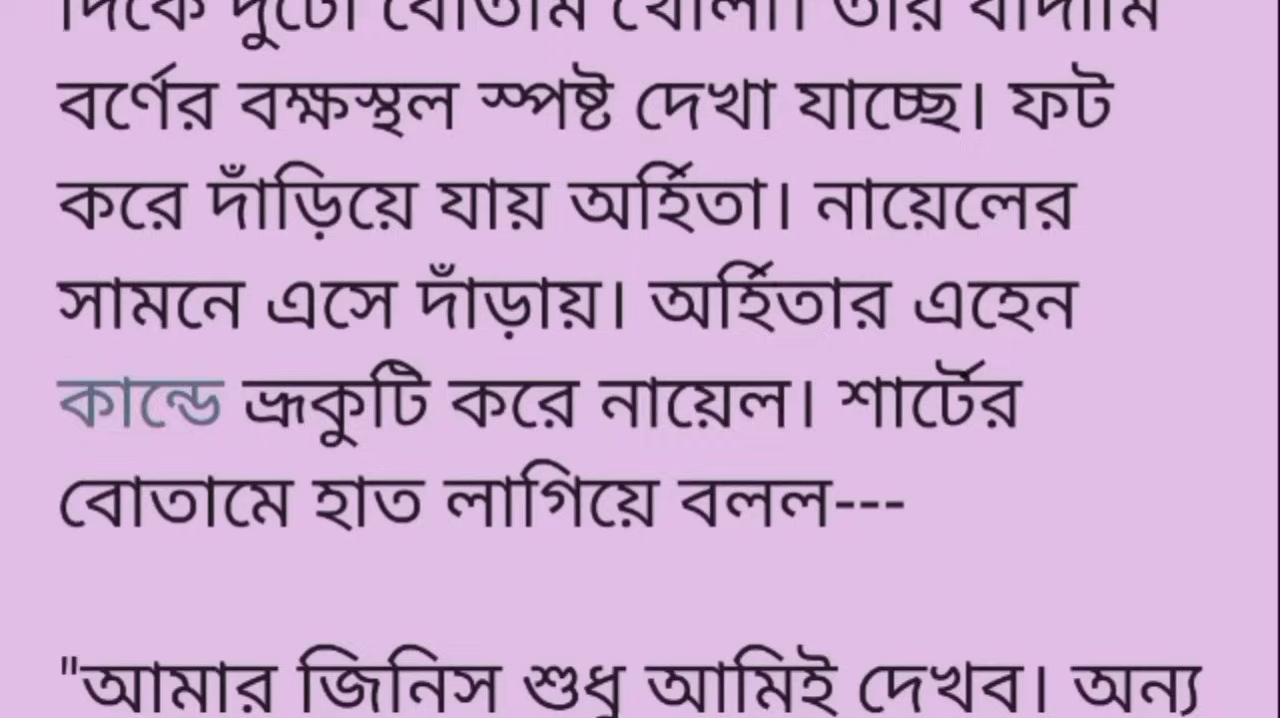 দিকে দুটো বোতাম খোলা। তার বাদামি
বর্ণের বক্ষস্থল স্পষ্ট দেখা যাচ্ছে। ফট
করে দাঁড়িয়ে যায় অর্হিতা। নায়েলের
সামনে এসে দাঁড়ায়। অর্হিতার এহেন
কান্ডে ভ্রূকুটি করে নায়েল। শার্টের
বোতামে হাত লাগিয়ে বলল---
"আমার জিনিস শুধু আমিই দেখব। অন্য